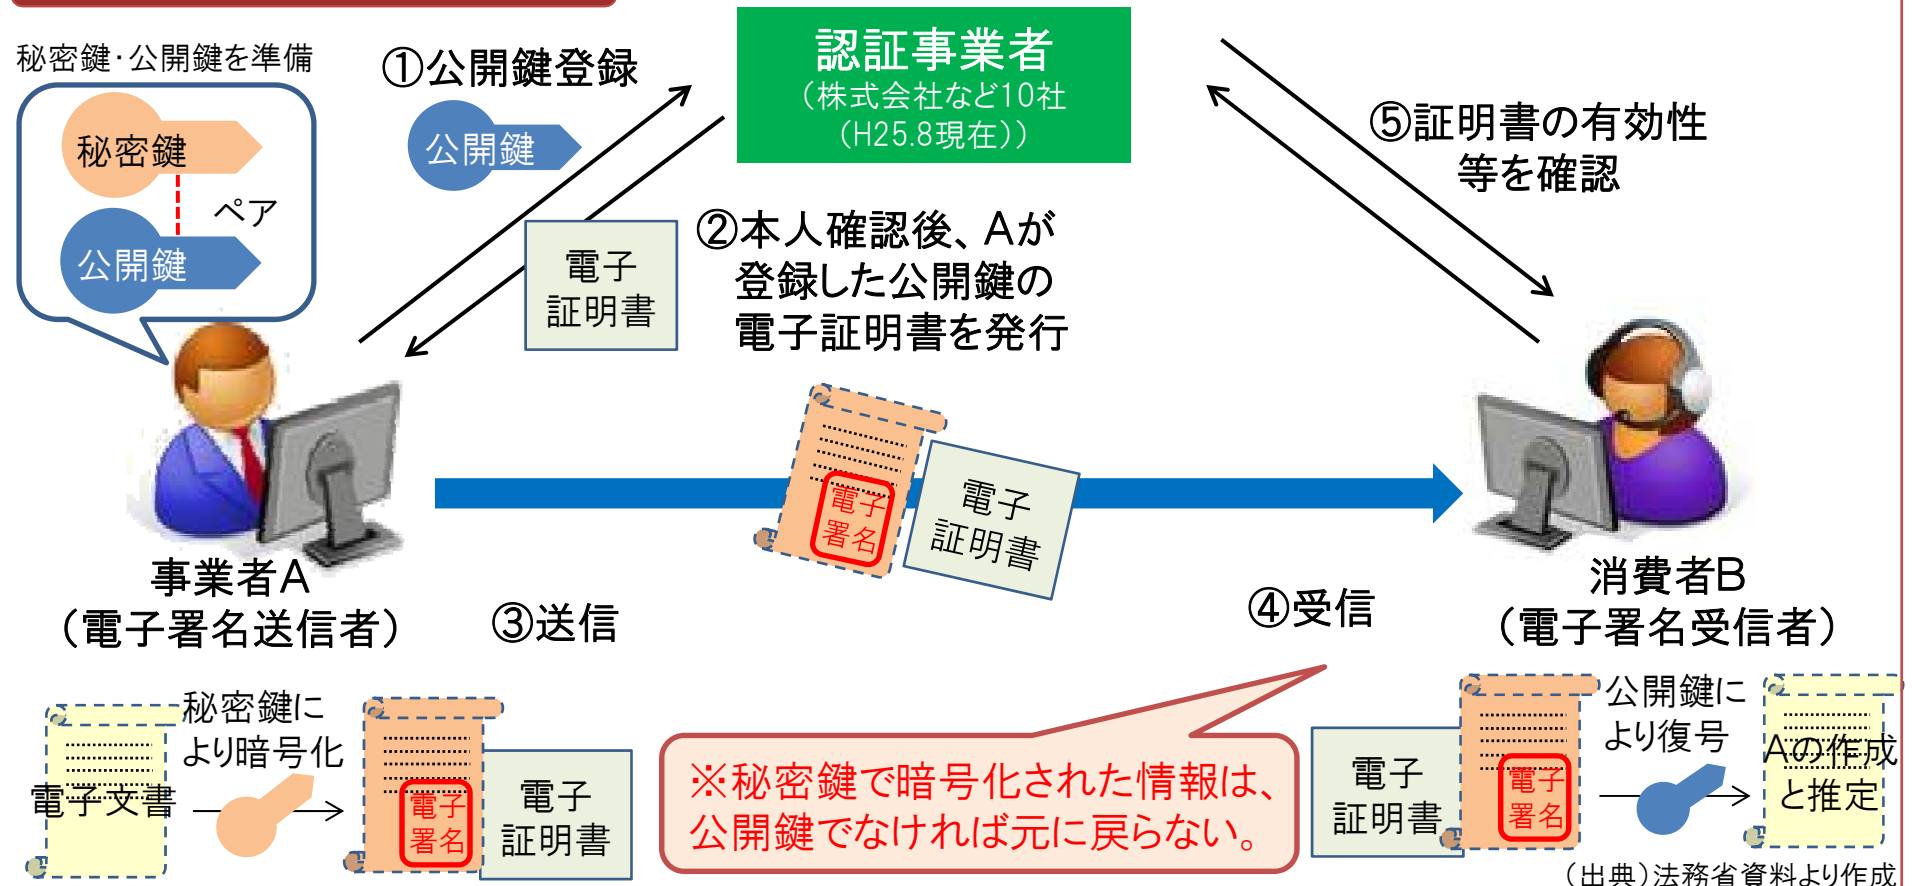 秘密鍵・公開鍵を準備
秘密鍵
ペア
公開鍵
①公開鍵登録
公開鍵
認証事業者
(株式会社など10社
(H25.8現在))
⑤証明書の有効性
等を確認
②本人確認後、Aが
登録した公開鍵の
電子証明書を発行
電子
証明書
電子
署名
電子
証明書
事業者A
(電子署名送信者)
③送信
④受信
消費者B
(電子署名受信者)
電子文書
秘密鍵に
より暗号化
電子
署名
電子
証明書
※秘密鍵で暗号化された情報は、
公開鍵でなければ元に戻らない。
電子
証明書
電子
署名
公開鍵に
より復号
Aの作成
と推定
(出典)法務省資料より作成